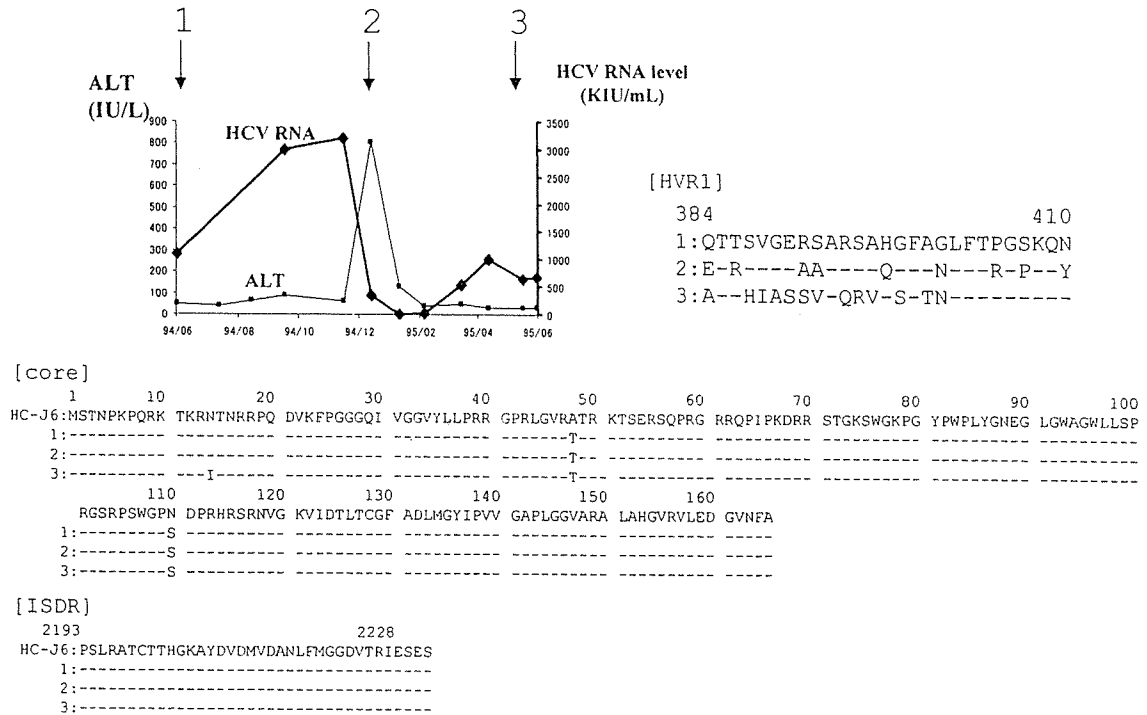 1 2 3
ALT
(IU/L)
HCV RNA level
(KIU/mL)
900
800
700
600
500
400
300
200
100
0
HCV RNA
ALT
3500
3000
2500
2000
1500
1000
500
0
94/06 94/08 94/10 94/12 95/02 95/04 95/06
[HVR1]
384 410
1:QTTSVGERSARSAHGFAGLFTPGSKQN
2:E-R----AA----Q---N---R-P--Y
3:A--HIASSV-QRV-S-TN---------
[core]
1 10 20 30 40 50 60 70 80 90 100
HC-J6:MSTNPKPQRK TKRNTNRRPQ DVKFPGGGQI VGGVYLLPRR GPRLGVRATR KTSERSQPRG RRQPIPKDRR STGKSWGKPG YPWPLYGNEG LGWAGWLLSP
1:---------- ---------- ---------- ---------- -------T-- ---------- ---------- ---------- ---------- ----------
2:---------- ---------- ---------- ---------- -------T-- ---------- ---------- ---------- ---------- ----------
3:---------- ---I------ ---------- ---------- -------T-- ---------- ---------- ---------- ---------- ----------
110 120 130 140 150 160
RGSRPSWGPN DPRHRSRNVG KVIDTLTCGF ADLMGYIPVV GAPLGGVARA LAHGVRVLED GVNFA
1:---------S ---------- ---------- ---------- ---------- ---------- -----
2:---------S ---------- ---------- ---------- ---------- ---------- -----
3:---------S ---------- ---------- ---------- ---------- ---------- -----
[ISDR]
2193 2228
HC-J6:PSLRATCTTHGKAYDVDMVDANLFMGGDVTRIESES
1:------------------------------------
2:------------------------------------
3:------------------------------------